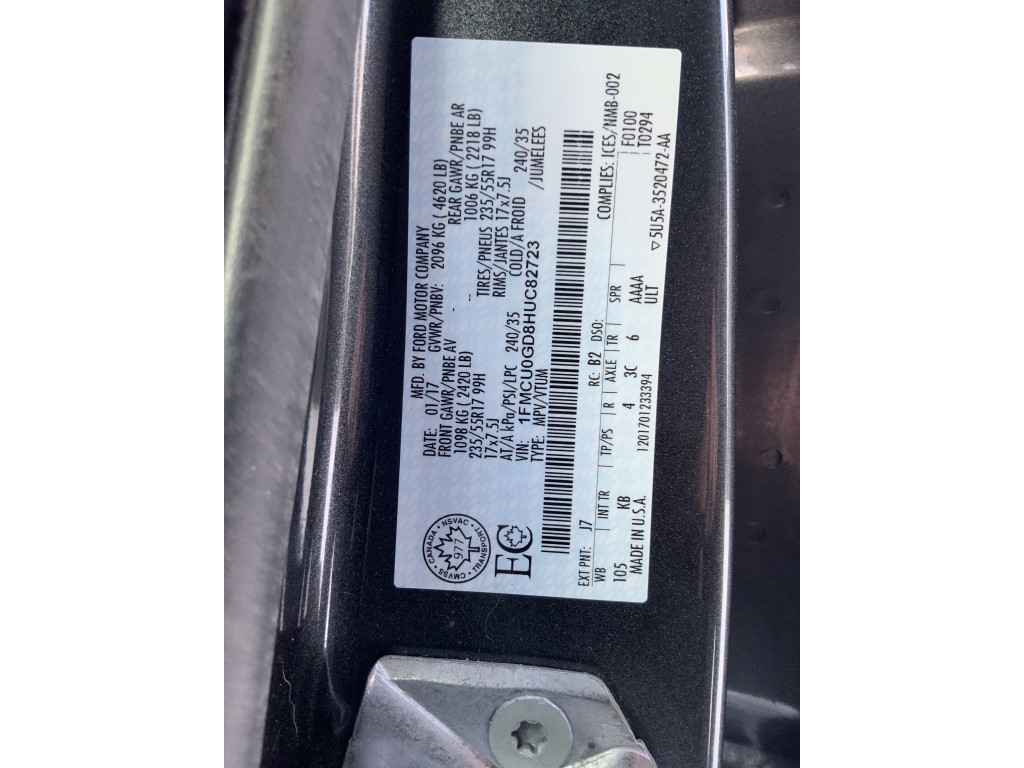 MFD. BY FORD MOTOR COMPANY
DATE: 01/17 GVWR/PNBV: 2096 KG ( 4620 LB)
FRONT GAWR/PNBE AV REAR GAWR/PNBE AR
1098 KG ( 2420 LB) 1006 KG ( 2218 LB)
235/55R17 99H TIRES/PNEUS 235/55R17 99H
17x7.5J RIMS/JANTES 17x7.5J
AT/A kPa/PSI/LPC 240/35 COLD/A FROID 240/35
VIN: 1FMCU0GD8HUC82723 /JUMELEES
TYPE: MPV/VTUM
CANADA • NSVAC • TRANSPORT • CMVSS •
977
EC
EXT PNT: J7 RC: B2 DSO: COMPLIES: ICES/NMB-002
WB INT TR TP/PS R AXLE TR SPR F0100
105 KB 4 3C 6 AAAA T0294
MADE IN U.S.A. 1201701233394 ULT ▽5U5A-3520472-AA